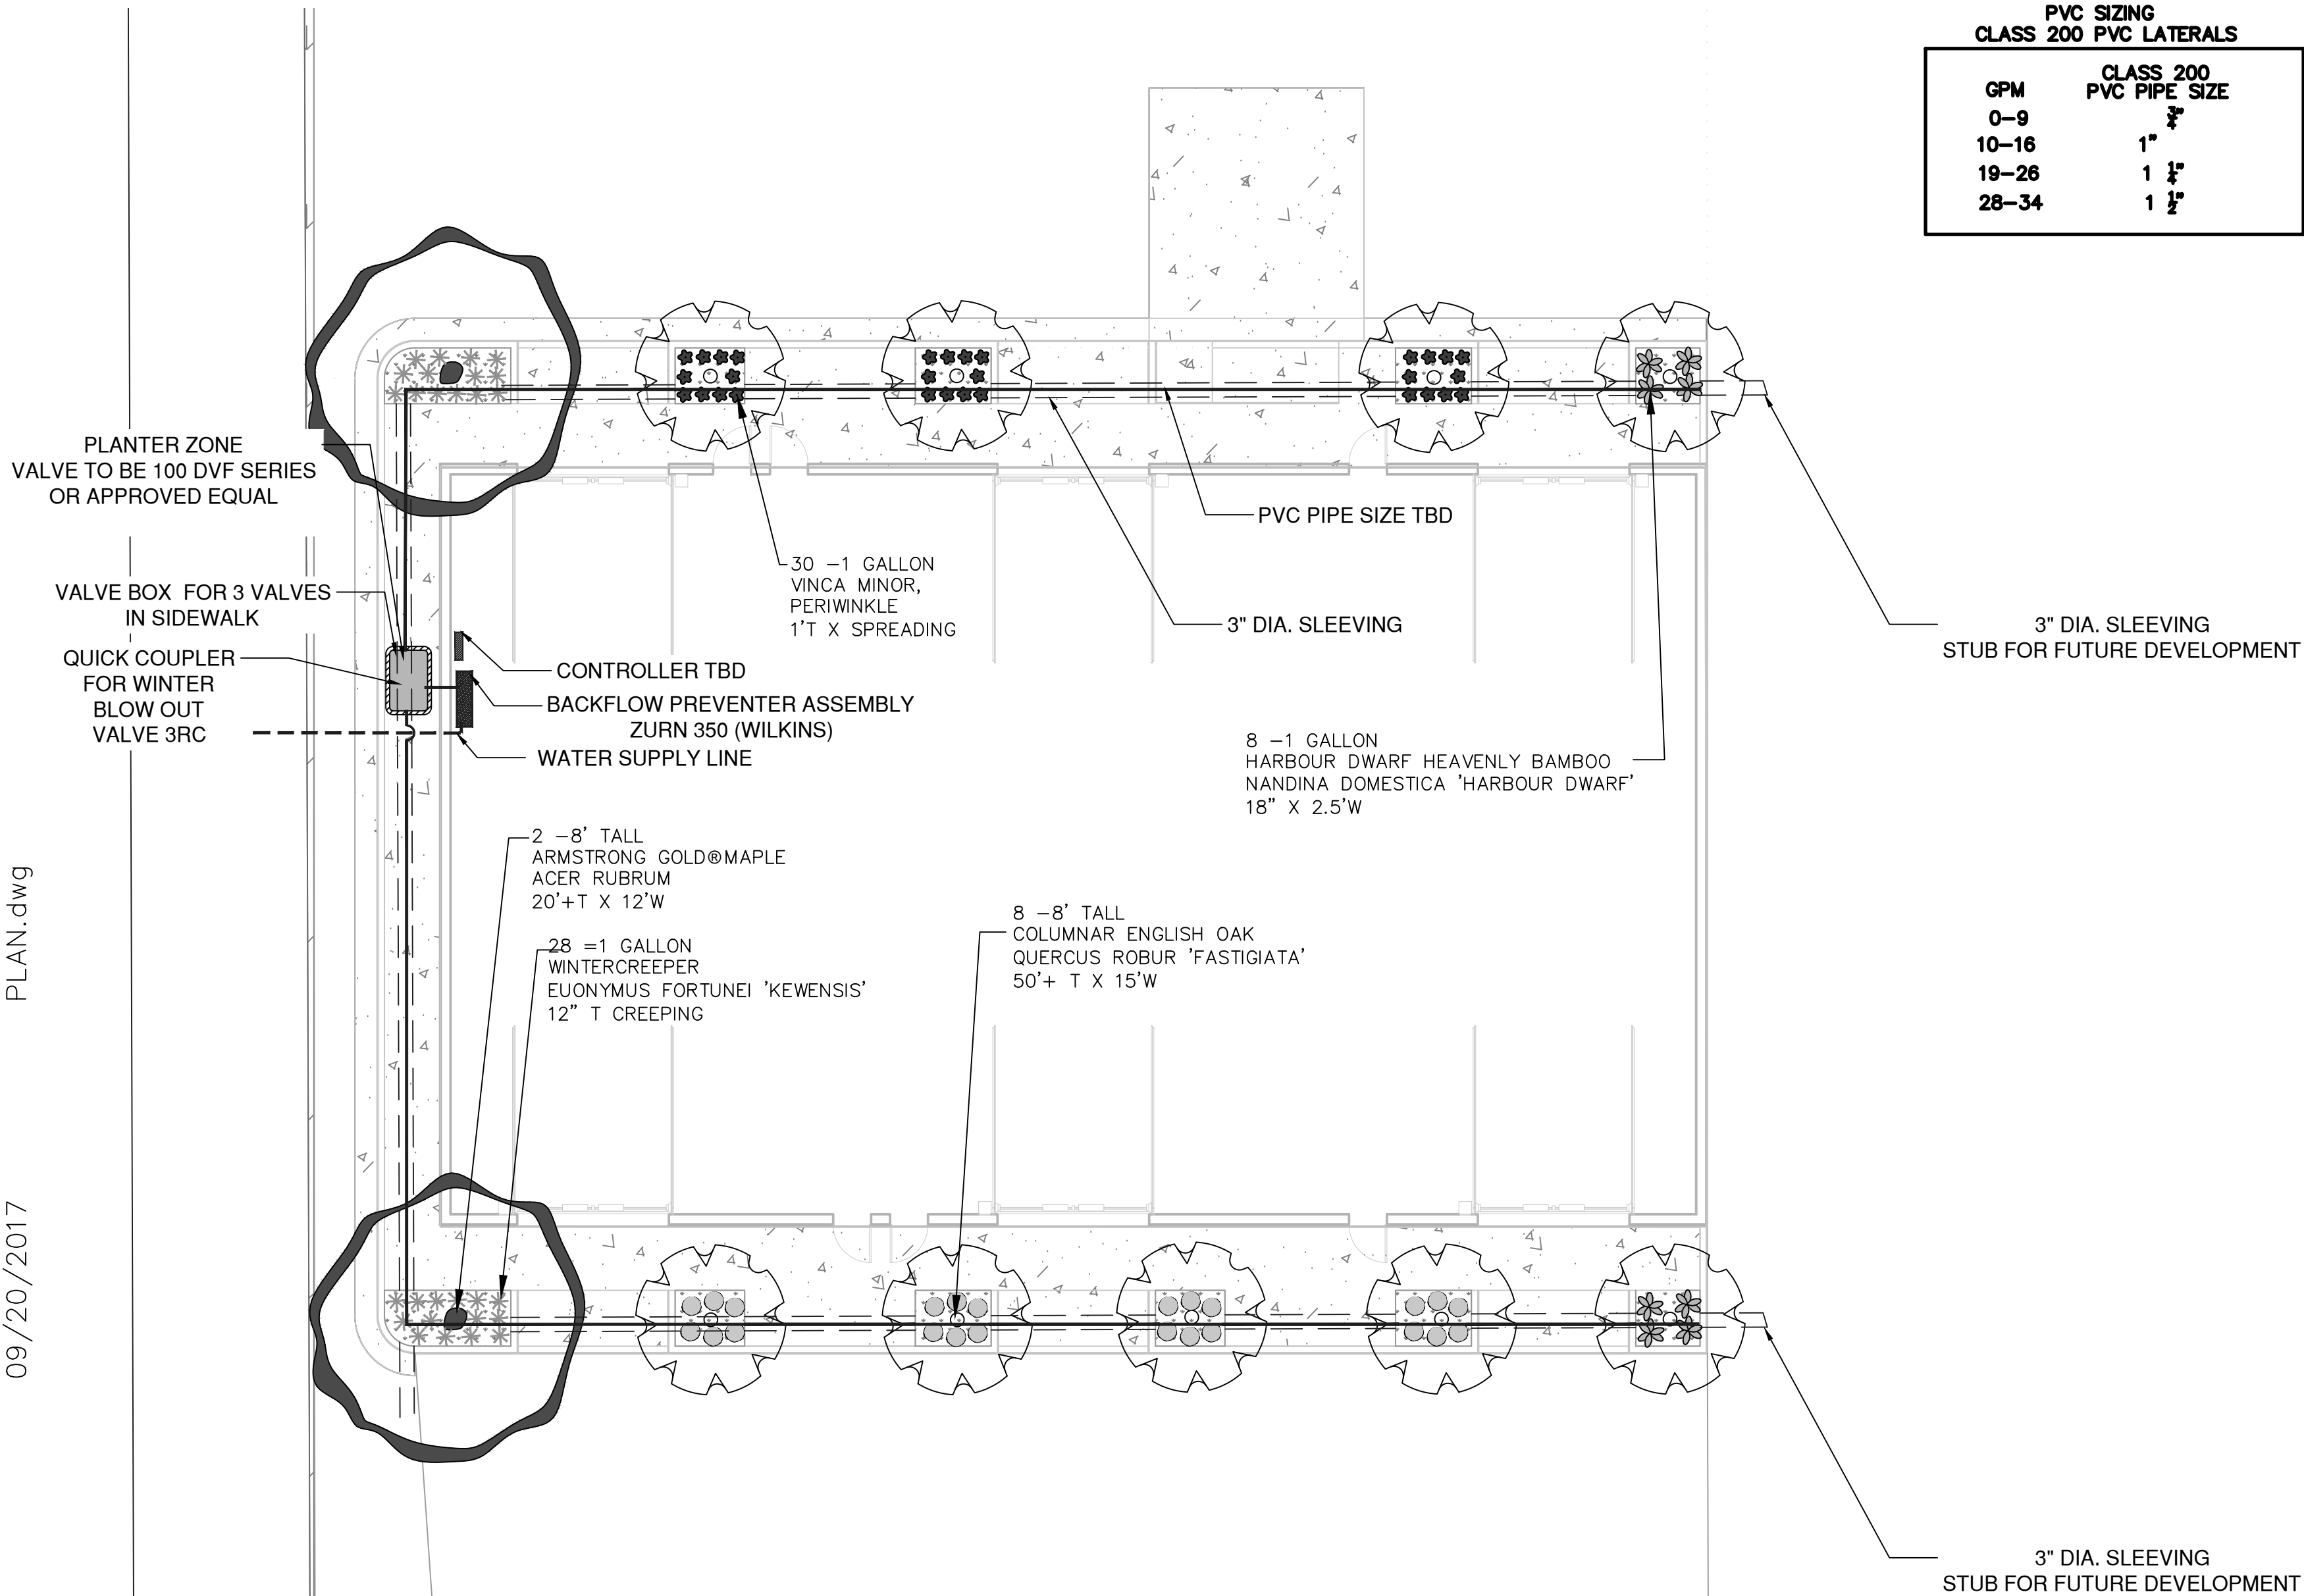 PVC SIZING
CLASS 200 PVC LATERALS
GPM CLASS 200 PVC PIPE SIZE
0-9 3/4"
10-16 1"
19-26 1 1/4"
28-34 1 1/2"
PLANTER ZONE
VALVE TO BE 100 DVF SERIES
OR APPROVED EQUAL
VALVE BOX FOR 3 VALVES
IN SIDEWALK
QUICK COUPLER
FOR WINTER
BLOW OUT
VALVE 3RC
PVC PIPE SIZE TBD
30 -1 GALLON
VINCA MINOR,
PERIWINKLE
1'T X SPREADING
3" DIA. SLEEVING
3" DIA. SLEEVING
STUB FOR FUTURE DEVELOPMENT
CONTROLLER TBD
BACKFLOW PREVENTER ASSEMBLY
ZURN 350 (WILKINS)
WATER SUPPLY LINE
8 -1 GALLON
HARBOUR DWARF HEAVENLY BAMBOO
NANDINA DOMESTICA 'HARBOUR DWARF'
18" X 2.5'W
2 -8' TALL
ARMSTRONG GOLD®MAPLE
ACER RUBRUM
20'+T X 12'W
28 =1 GALLON
WINTERCREEPER
EUONYMUS FORTUNEI 'KEWENSIS'
12" T CREEPING
8 -8' TALL
COLUMNAR ENGLISH OAK
QUERCUS ROBUR 'FASTIGIATA'
50'+ T X 15'W
PLAN.dwg
09/20/2017
3" DIA. SLEEVING
STUB FOR FUTURE DEVELOPMENT